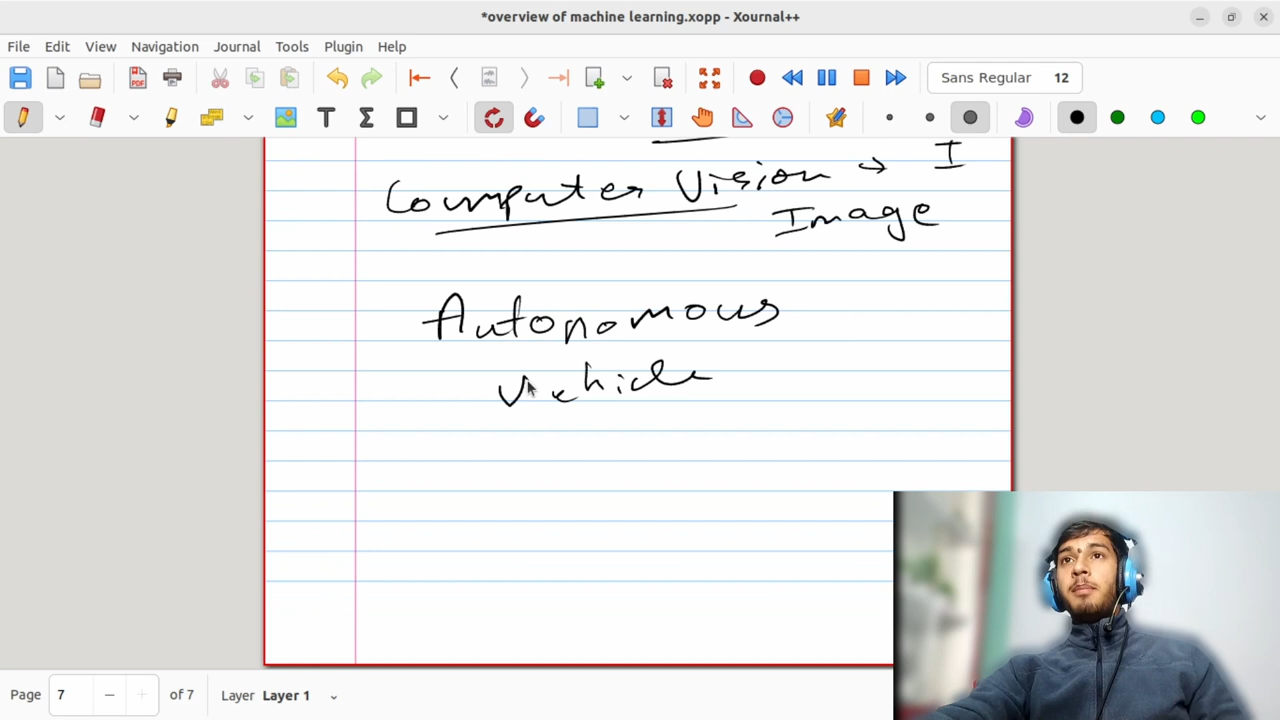 *overview of machine learning.xopp - Xournal++
File Edit View Navigation Journal Tools Plugin Help
Sans Regular 12
I
Computer Vision → Image
Autonomous
Vehicle
Page 7 of 7 Layer Layer 1